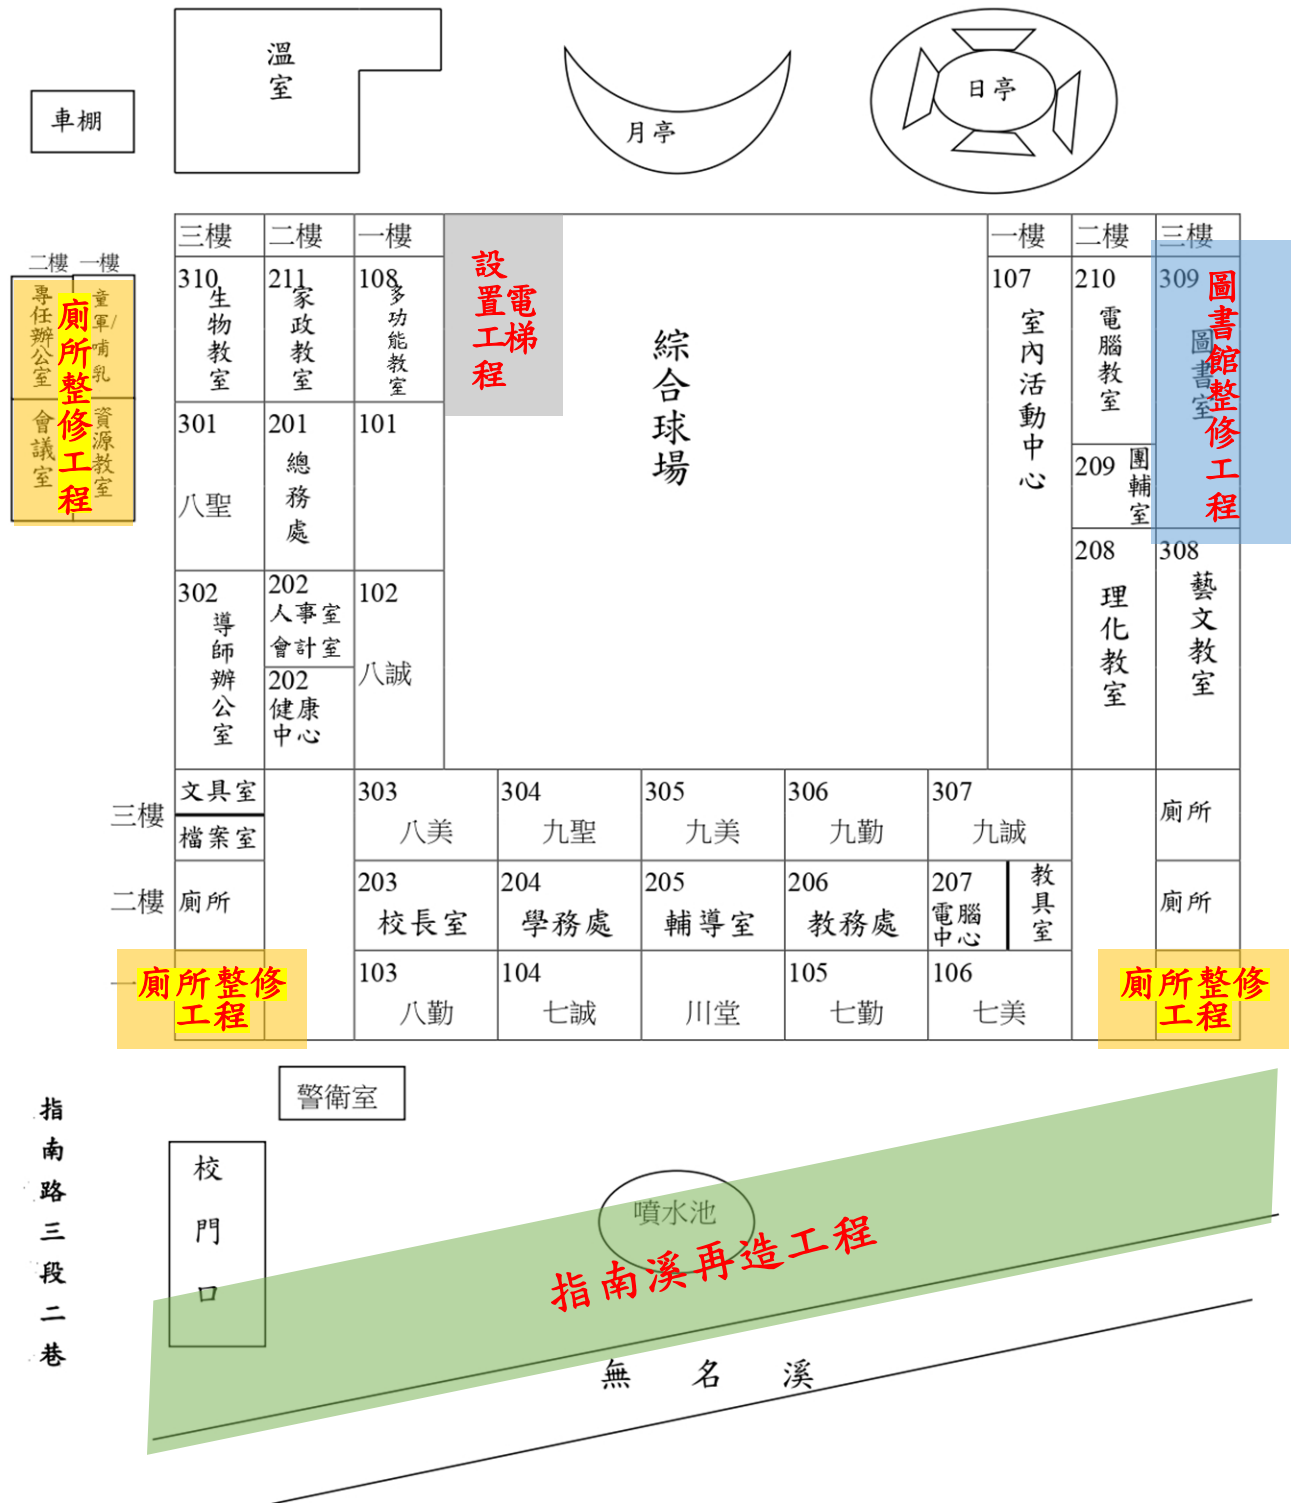 溫室
車棚
月亭
日亭
三樓
二樓
一樓
310
生物教室
211
家政教室
108
多功能教室
設置電梯工程
綜合球場
一樓
二樓
三樓
107
室內活動中心
210
電腦教室
309
圖書室
圖書館整修工程
二樓
一樓
專任辦公室
童軍/哺乳
會議室
資源教室
廁所整修工程
301
八聖
201
總務處
101
209
團輔室
302
導師辦公室
202
人事室
會計室
202
健康
中心
102
八誠
208
理化教室
308
藝文教室
三樓
文具室
檔案室
303
八美
304
九聖
305
九美
306
九勤
307
九誠
廁所
二樓
廁所
203
校長室
204
學務處
205
輔導室
206
教務處
207
電腦
中心
教具室
廁所
一
廁所整修
工程
103
八勤
104
七誠
川堂
105
七勤
106
七美
廁所整修
工程
警衛室
指南路三段二巷
校門口
噴水池
指南溪再造工程
無名溪